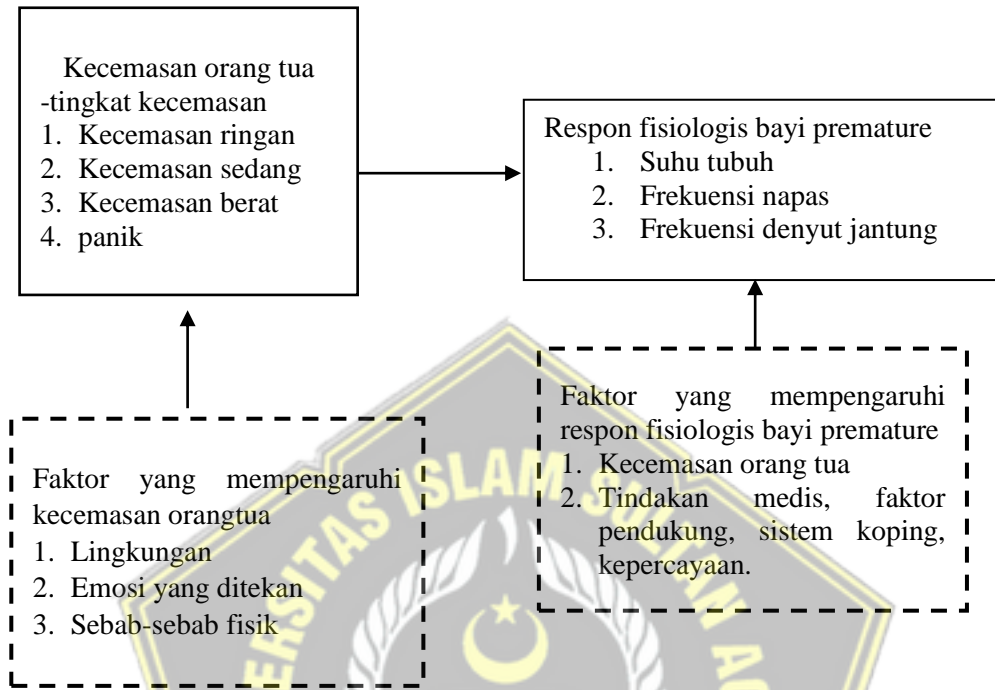 Kecemasan orang tua
-tingkat kecemasan
1. Kecemasan ringan
2. Kecemasan sedang
3. Kecemasan berat
4. panik
Respon fisiologis bayi premature
1. Suhu tubuh
2. Frekuensi napas
3. Frekuensi denyut jantung
Faktor yang mempengaruhi
kecemasan orangtua
1. Lingkungan
2. Emosi yang ditekan
3. Sebab-sebab fisik
Faktor yang mempengaruhi
respon fisiologis bayi premature
1. Kecemasan orang tua
2. Tindakan medis, faktor
pendukung, sistem koping,
kepercayaan.
ISLAM SULTAN